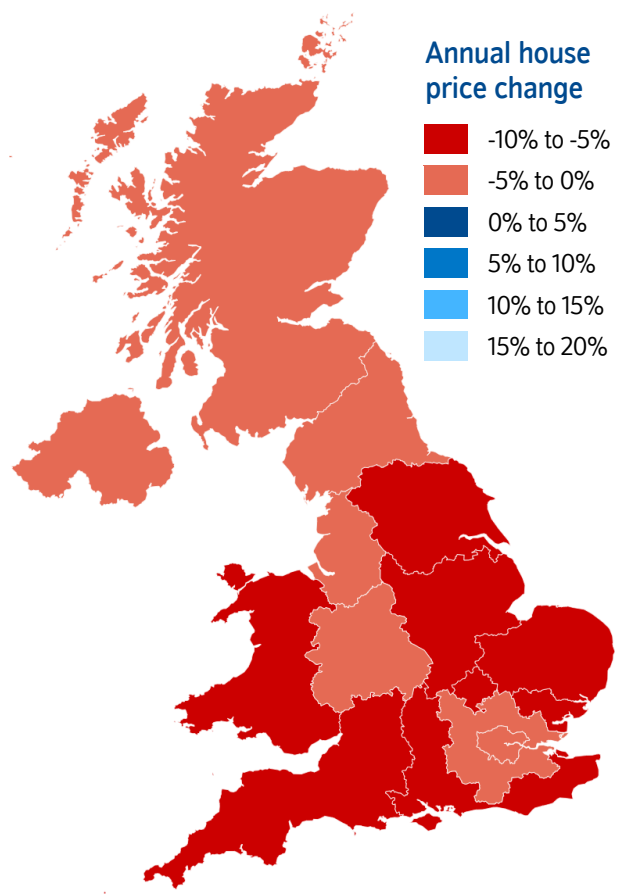 Annual house
price change
-10% to -5%
-5% to 0%
0% to 5%
5% to 10%
10% to 15%
15% to 20%